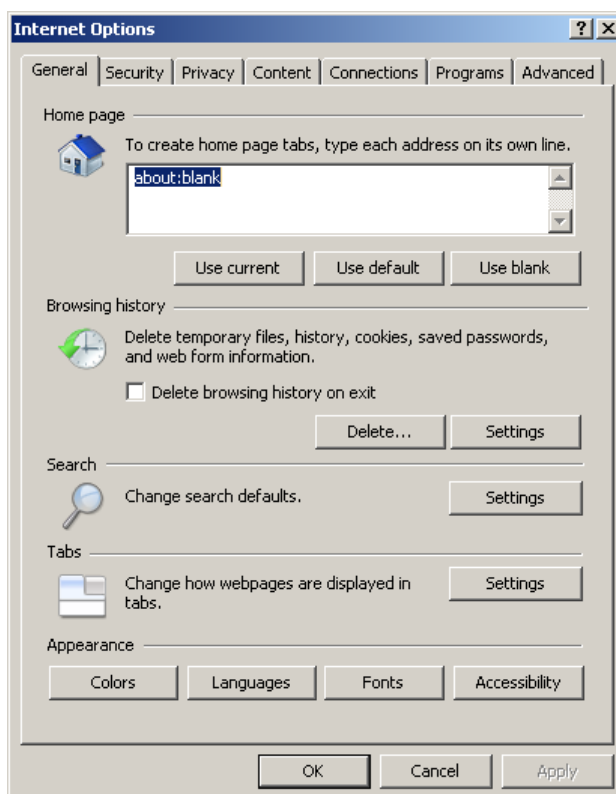 Internet Options
General Security Privacy Content Connections Programs Advanced
Home page
To create home page tabs, type each address on its own line.
about:blank
Use current Use default Use blank
Browsing history
Delete temporary files, history, cookies, saved passwords,
and web form information.
Delete browsing history on exit
Delete... Settings
Search
Change search defaults. Settings
Tabs
Change how webpages are displayed in Settings
tabs.
Appearance
Colors Languages Fonts Accessibility
OK Cancel Apply